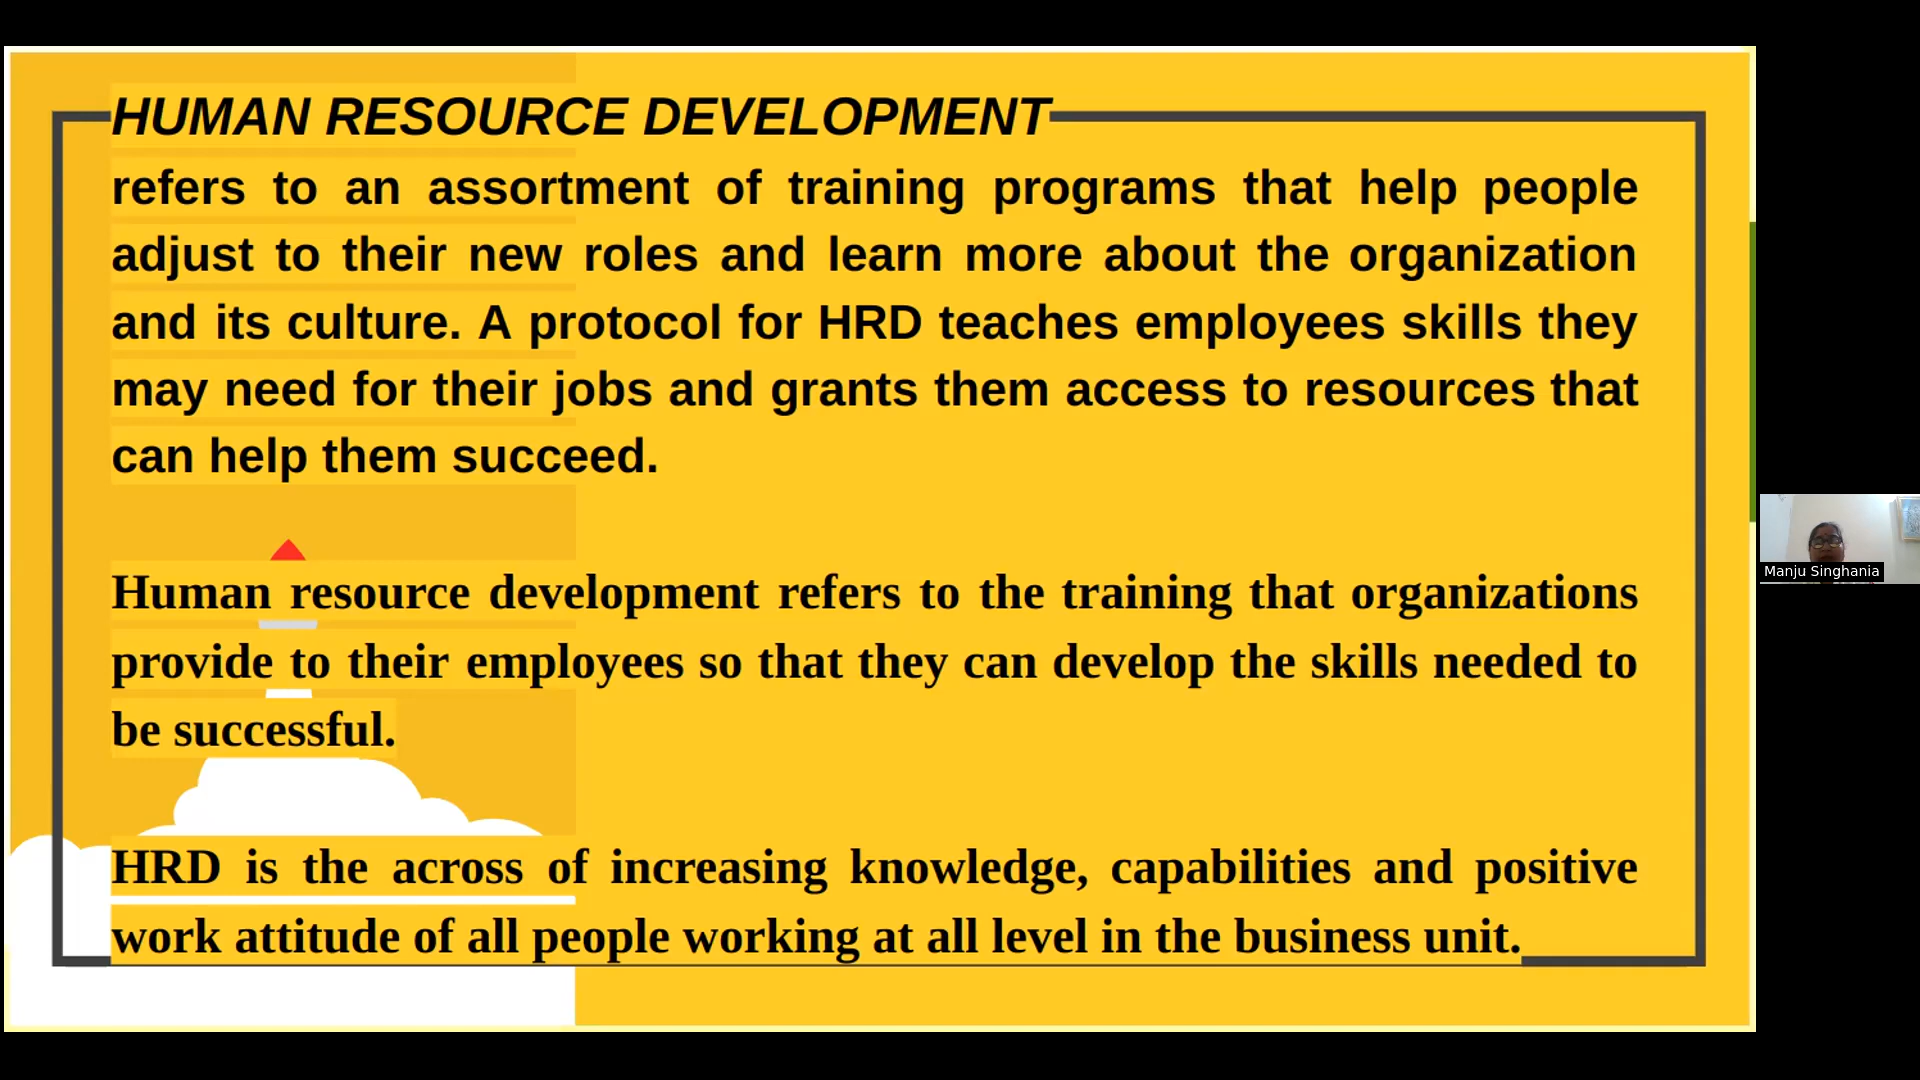 HUMAN RESOURCE DEVELOPMENT
refers to an assortment of training programs that help people
adjust to their new roles and learn more about the organization
and its culture. A protocol for HRD teaches employees skills they
may need for their jobs and grants them access to resources that
can help them succeed.
Human resource development refers to the training that organizations
provide to their employees so that they can develop the skills needed to
be successful.
HRD is the across of increasing knowledge, capabilities and positive
work attitude of all people working at all level in the business unit.
Manju Singhania